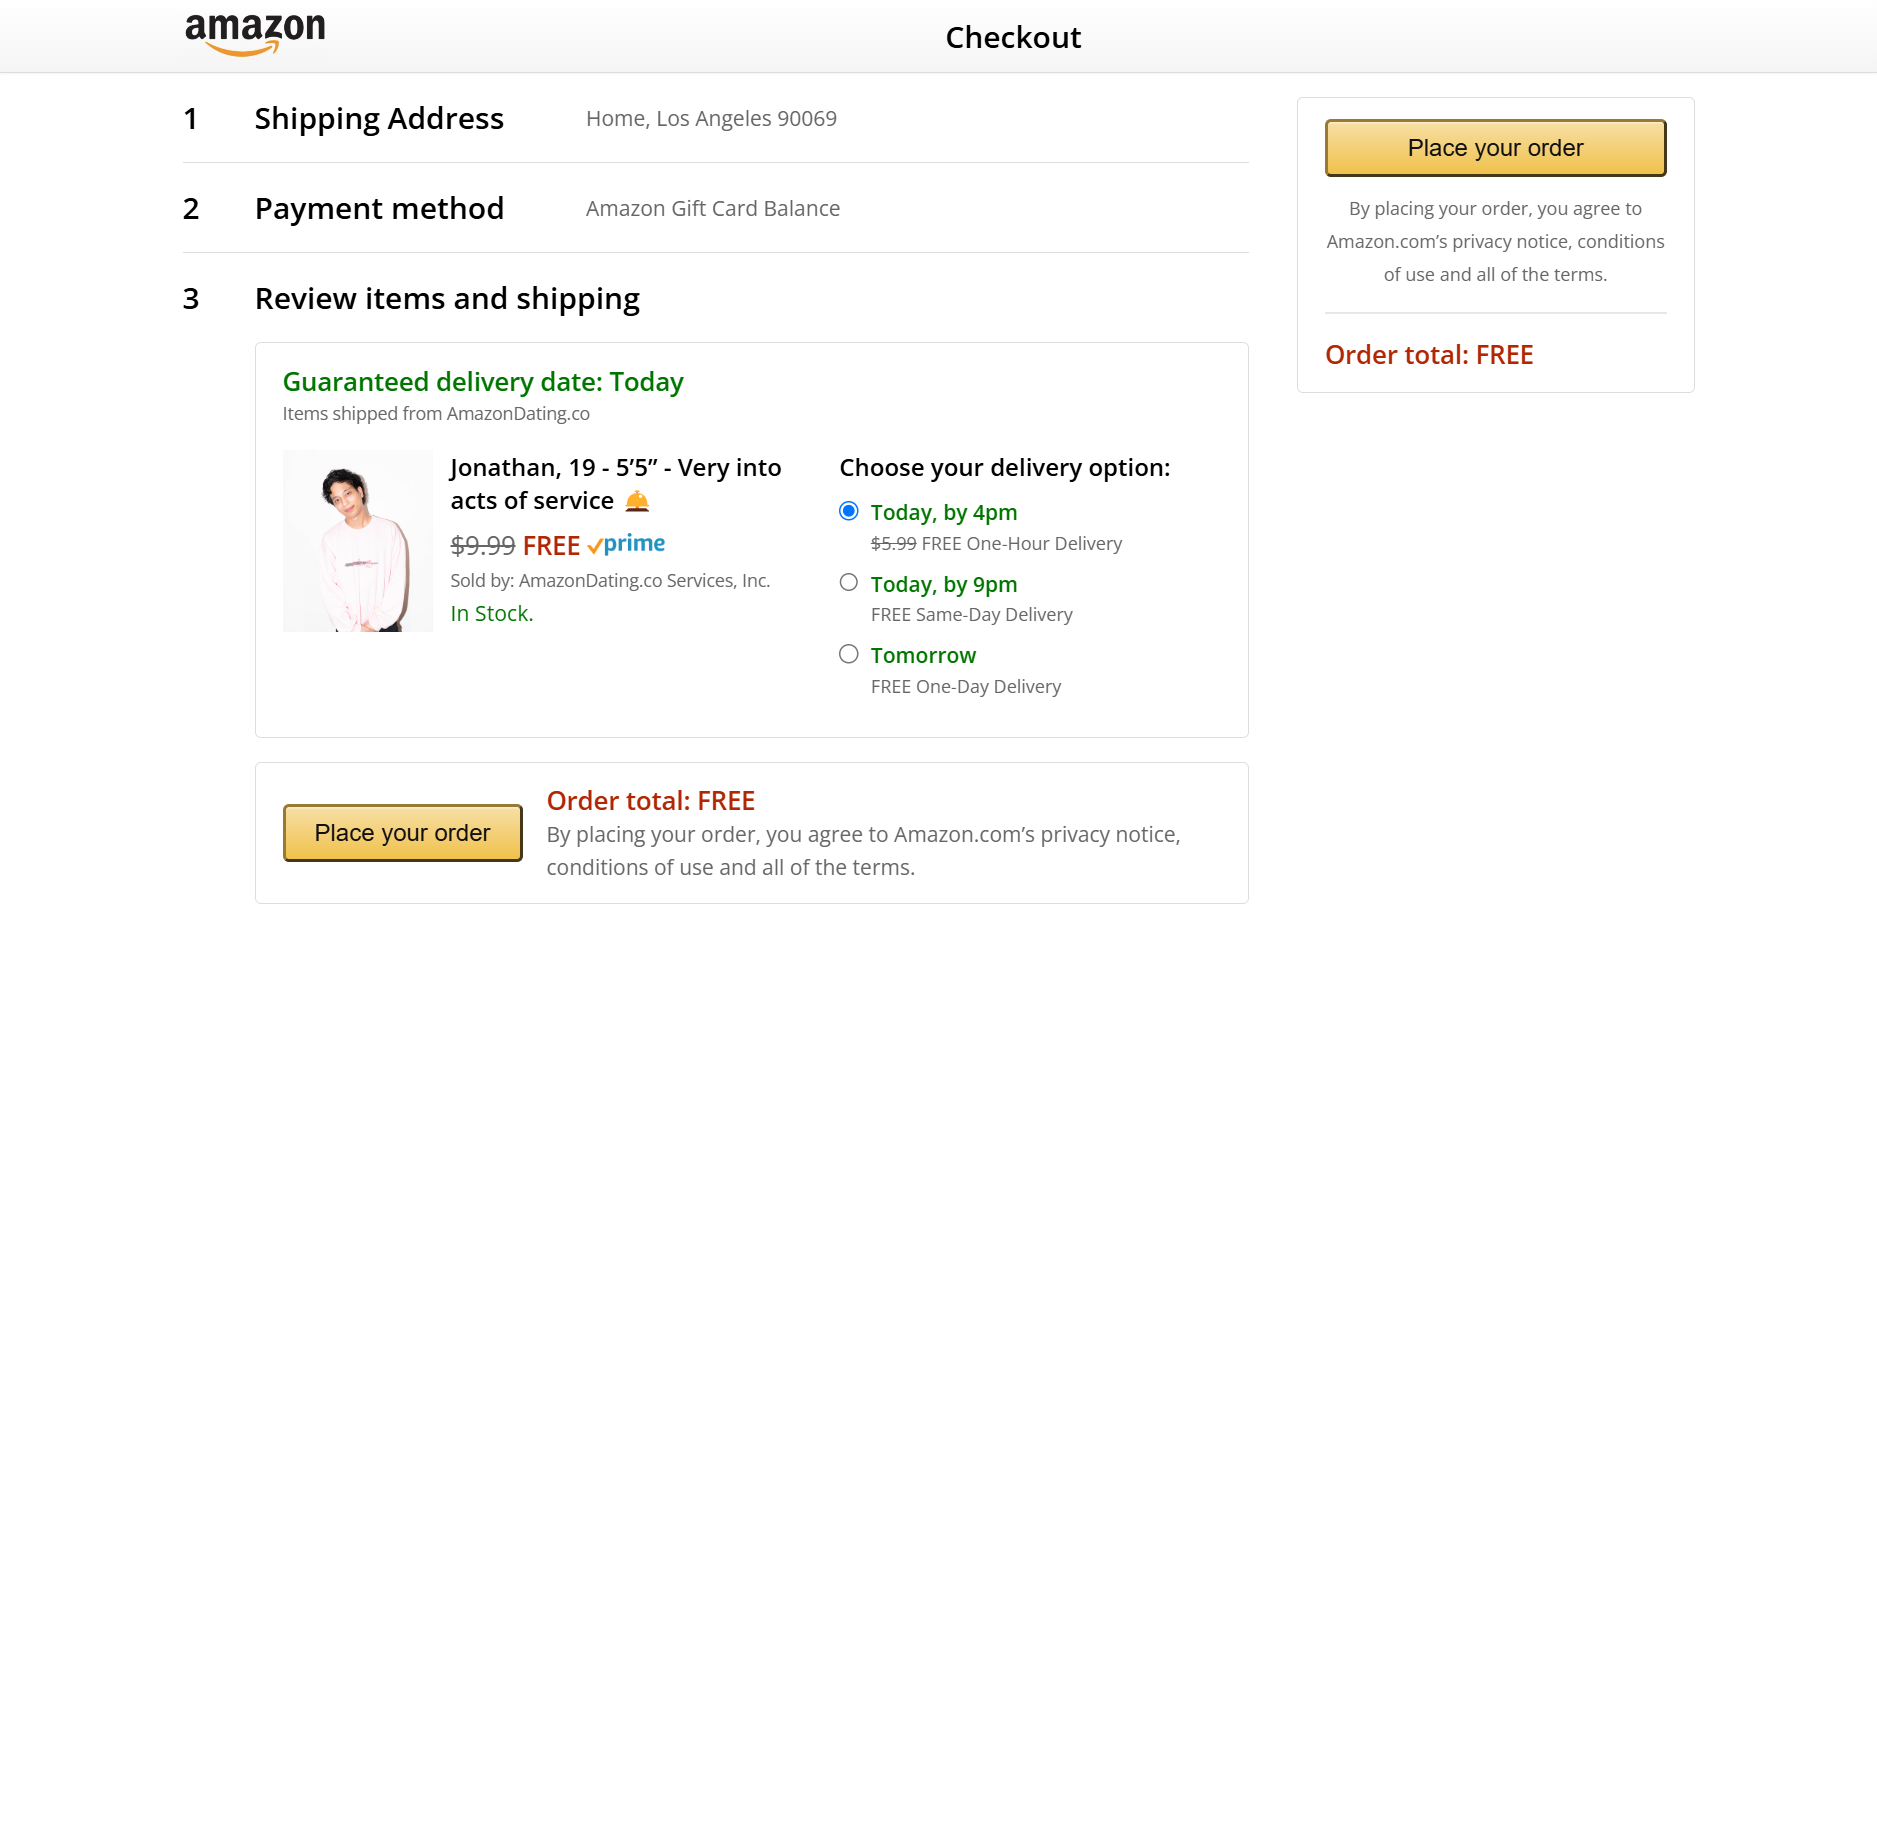 amazon
Checkout
1 Shipping Address Home, Los Angeles 90069
2 Payment method Amazon Gift Card Balance
3 Review items and shipping
Guaranteed delivery date: Today
Items shipped from AmazonDating.co
Jonathan, 19 - 5’5” - Very into
acts of service
$9.99 FREE prime
Sold by: AmazonDating.co Services, Inc.
In Stock.
Choose your delivery option:
Today, by 4pm
$5.99 FREE One-Hour Delivery
Today, by 9pm
FREE Same-Day Delivery
Tomorrow
FREE One-Day Delivery
Place your order
Order total: FREE
By placing your order, you agree to Amazon.com’s privacy notice,
conditions of use and all of the terms.
Place your order
By placing your order, you agree to
Amazon.com’s privacy notice, conditions
of use and all of the terms.
Order total: FREE